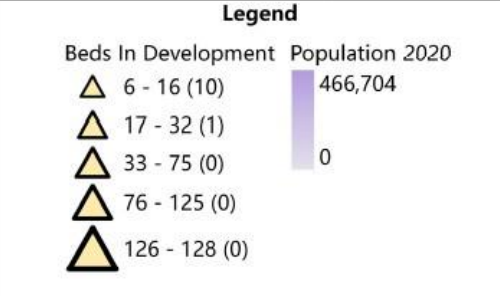 Legend
Beds In Development
6 - 16 (10)
17 - 32 (1)
33 - 75 (0)
76 - 125 (0)
126 - 128 (0)
Population 2020
466,704
0